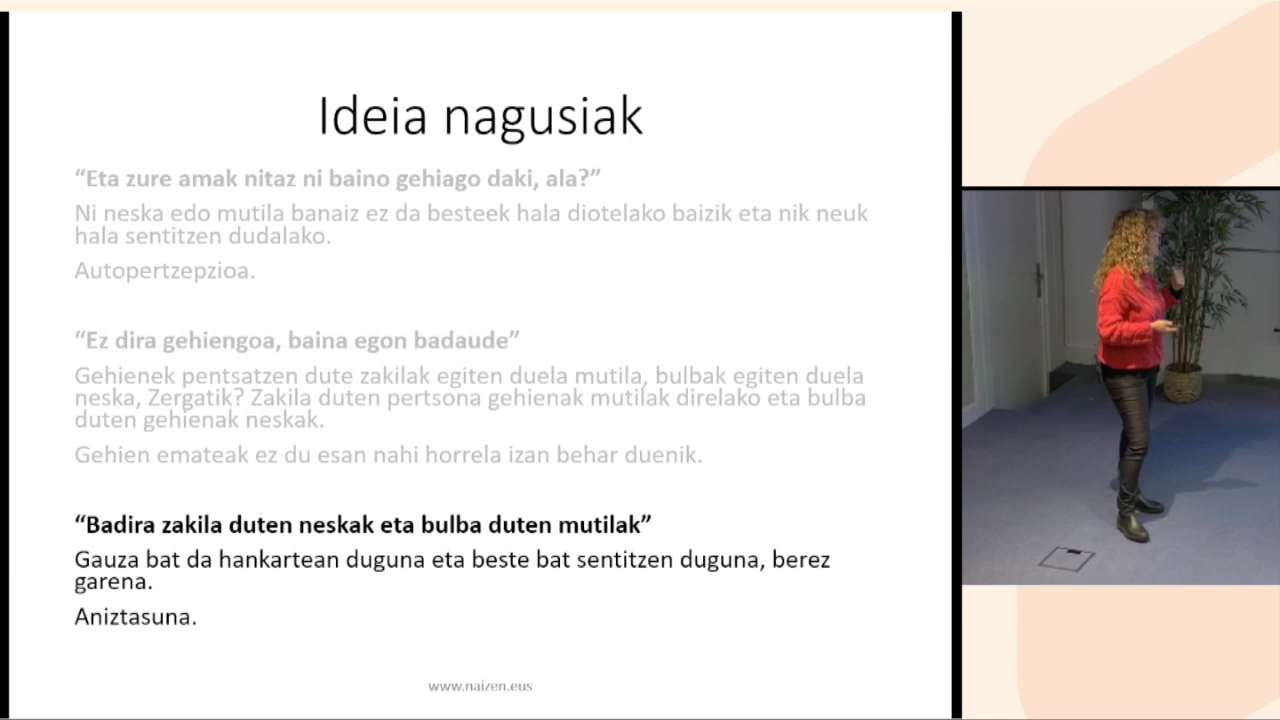 Ideia nagusiak
“Eta zure amak nitaz ni baino gehiago daki, ala?”
Ni neska edo mutila banaiz ez da besteek hala diotelako baizik eta nik neuk
hala sentitzen dudalako.
Autopertzepzioa.
“Ez dira gehiengoa, baina egon badaude”
Gehienek pentsatzen dute zakilak egiten duela mutila, bulbak egiten duela
neska, Zergatik? Zakila duten pertsona gehienak mutilak direlako eta bulba
duten gehienak neskak.
Gehien emateak ez du esan nahi horrela izan behar duenik.
“Badira zakila duten neskak eta bulba duten mutilak”
Gauza bat da hankartean duguna eta beste bat sentitzen duguna, berez
garena.
Aniztasuna.
www.naizen.eus